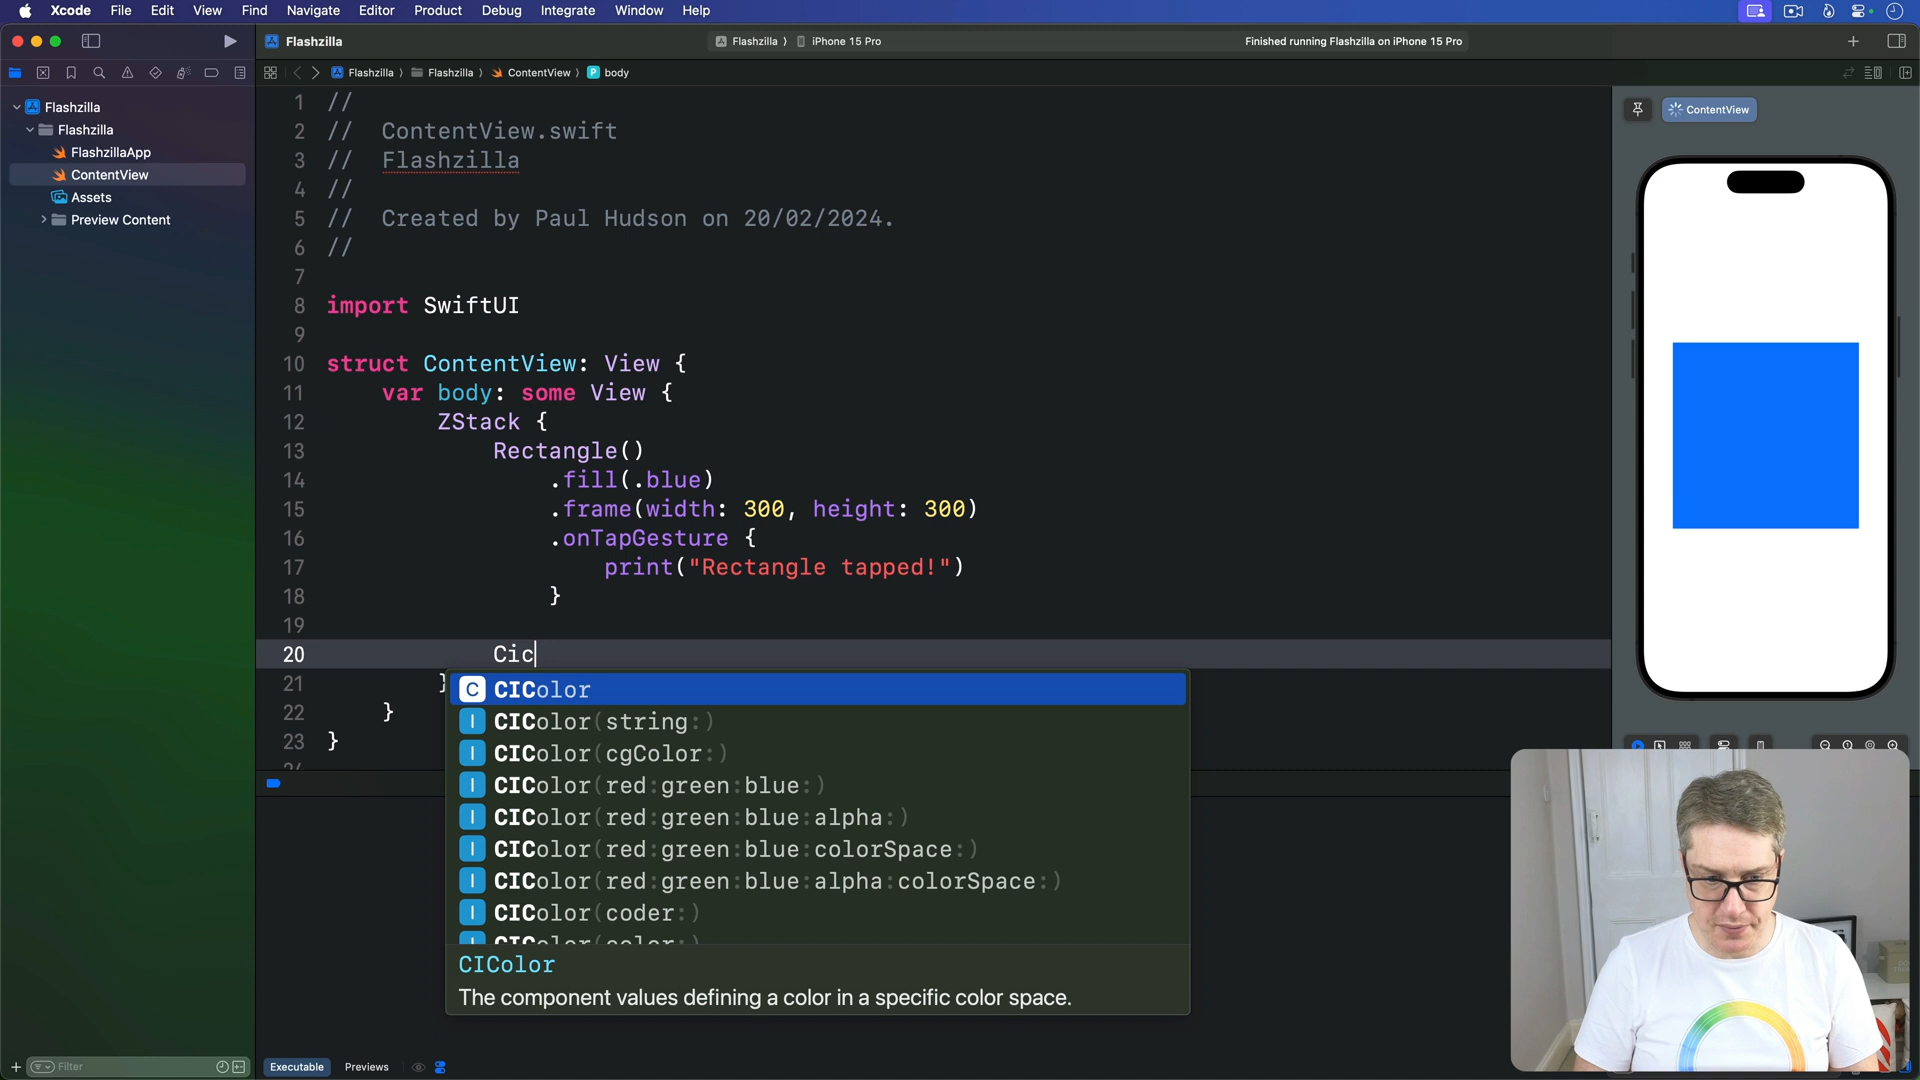 Xcode File Edit View Find Navigate Editor Product Debug Integrate Window Help
Flashzilla
Flashzilla ⟩ iPhone 15 Pro
Finished running Flashzilla on iPhone 15 Pro
Flashzilla ⟩ Flashzilla ⟩ ContentView ⟩ P body
Flashzilla
Flashzilla
FlashzillaApp
ContentView
Assets
Preview Content
1 //
2 //  ContentView.swift
3 //  Flashzilla
4 //
5 //  Created by Paul Hudson on 20/02/2024.
6 //
7
8 import SwiftUI
9
10 struct ContentView: View {
11     var body: some View {
12         ZStack {
13             Rectangle()
14                 .fill(.blue)
15                 .frame(width: 300, height: 300)
16                 .onTapGesture {
17                     print("Rectangle tapped!")
18                 }
19
20             Cic
21         }
22     }
23 }
24
C CIColor
I CIColor(string:)
I CIColor(cgColor:)
I CIColor(red:green:blue:)
I CIColor(red:green:blue:alpha:)
I CIColor(red:green:blue:colorSpace:)
I CIColor(red:green:blue:alpha:colorSpace:)
I CIColor(coder:)
I CIColor(color:)
CIColor
The component values defining a color in a specific color space.
ContentView
Filter
Executable Previews